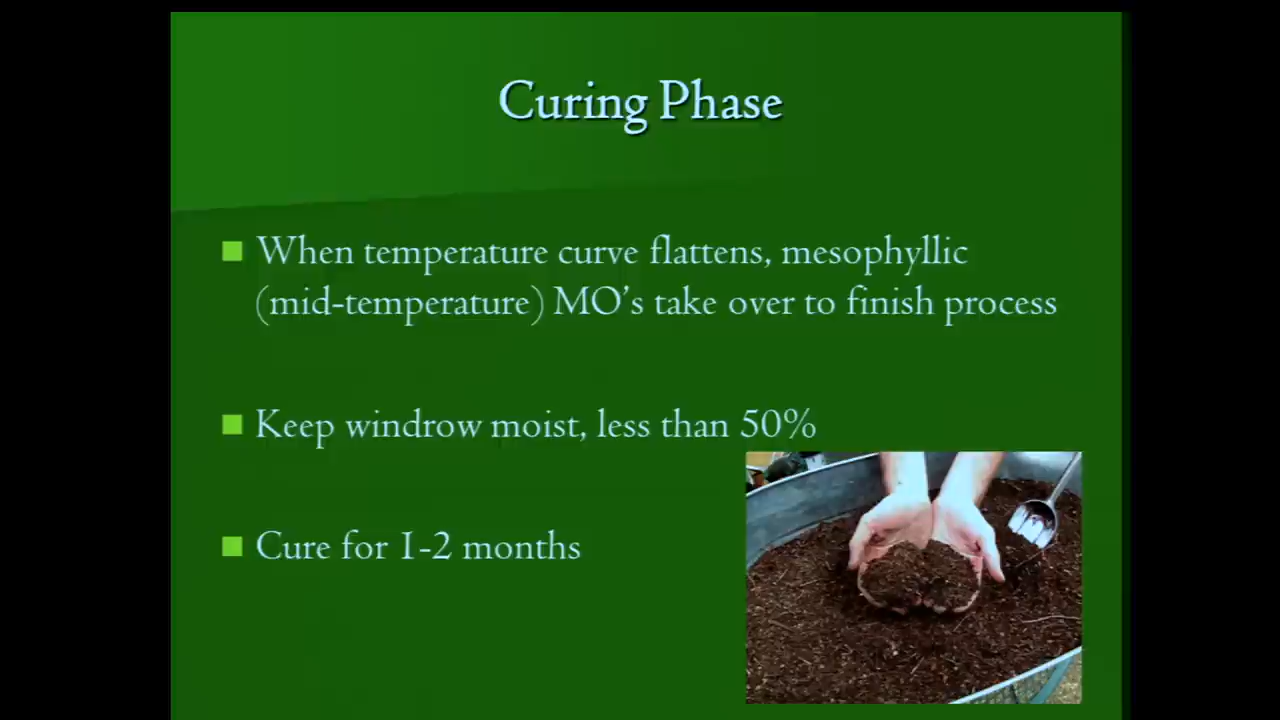 Curing Phase
When temperature curve flattens, mesophyllic
(mid-temperature) MO's take over to finish process
Keep windrow moist, less than 50%
Cure for 1-2 months